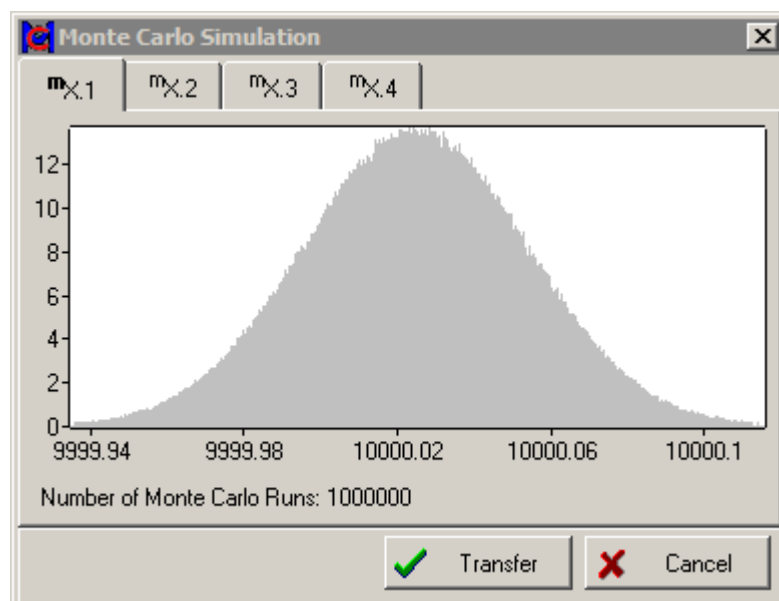 Monte Carlo Simulation
mX.1 mX.2 mX.3 mX.4
12
10
8
6
4
2
0
9999.94 9999.98 10000.02 10000.06 10000.1
Number of Monte Carlo Runs: 1000000
Transfer Cancel